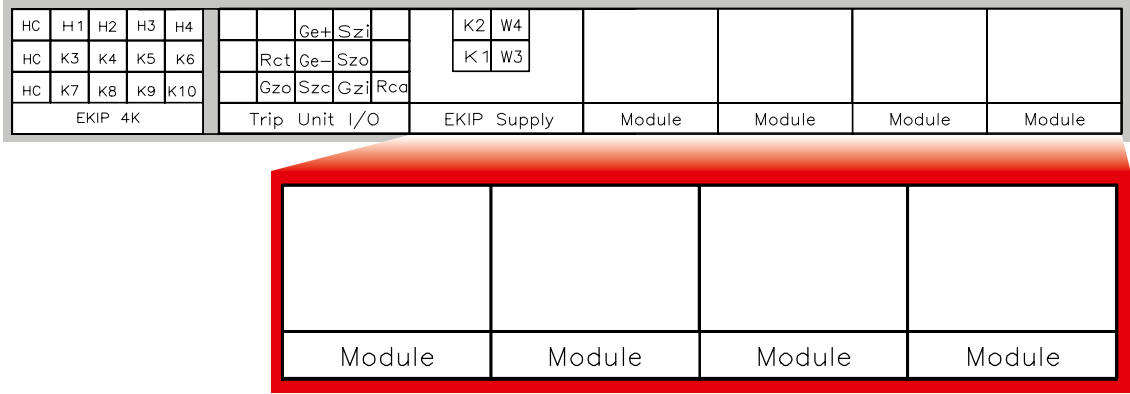 HC H1 H2 H3 H4 Ge+ Szi K2 W4
HC K3 K4 K5 K6 Rct Ge- Szo K1 W3
HC K7 K8 K9 K10 Gzo Szc Gzi Rca
EKIP 4K Trip Unit I/O EKIP Supply Module Module Module Module
Module Module Module Module